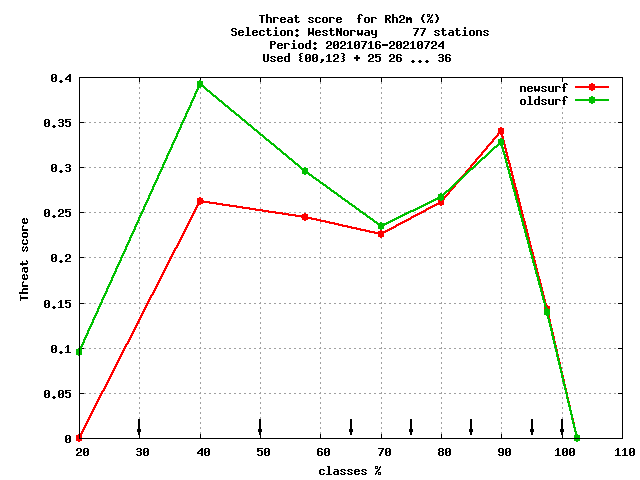 Threat score  for Rh2m (%)
Selection: WestNorway     77 stations
Period: 20210716-20210724
Used {00,12} + 25 26 ... 36
newsurf
oldsurf
0.4
0.35
0.3
0.25
0.2
0.15
0.1
0.05
0
Threat score
20 30 40 50 60 70 80 90 100 110
classes %